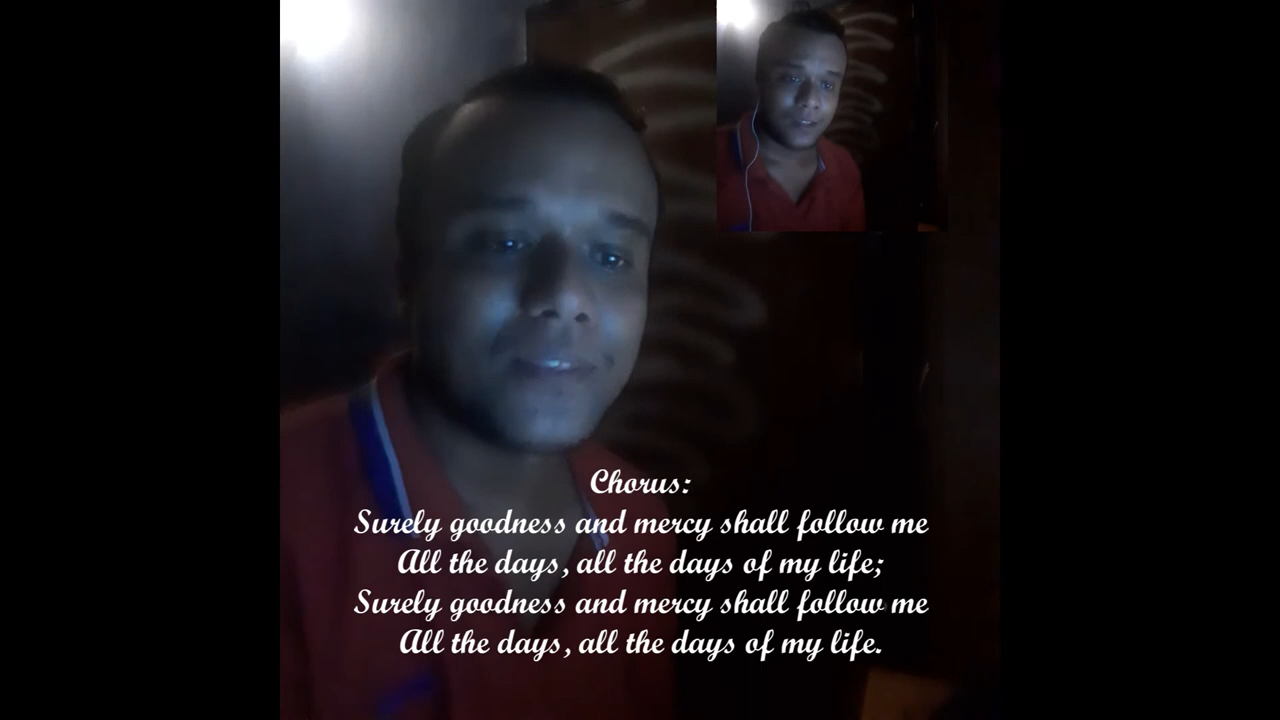 Chorus:
Surely goodness and mercy shall follow me
All the days, all the days of my life;
Surely goodness and mercy shall follow me
All the days, all the days of my life.